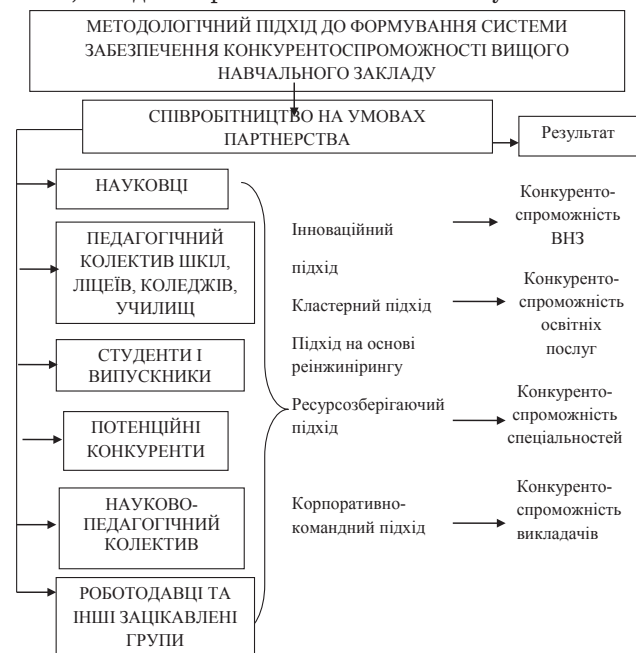 МЕТОДОЛОГІЧНИЙ ПІДХІД ДО ФОРМУВАННЯ СИСТЕМИ
ЗАБЕЗПЕЧЕННЯ КОНКУРЕНТОСПРОМОЖНОСТІ ВИЩОГО
НАВЧАЛЬНОГО ЗАКЛАДУ
СПІВРОБІТНИЦТВО НА УМОВАХ
ПАРТНЕРСТВА
Результат
НАУКОВЦІ
ПЕДАГОГІЧНИЙ
КОЛЕКТИВ ШКІЛ,
ЛІЦЕЇВ, КОЛЕДЖІВ,
УЧИЛИЩ
СТУДЕНТИ І
ВИПУСКНИКИ
ПОТЕНЦІЙНІ
КОНКУРЕНТИ
НАУКОВО-
ПЕДАГОГІЧНИЙ
КОЛЕКТИВ
РОБОТОДАВЦІ ТА
ІНШІ ЗАЦІКАВЛЕНІ
ГРУПИ
Інноваційний
підхід
Кластерний підхід
Підхід на основі
реінжинірингу
Ресурсозберігаючий
підхід
Корпоративно-
командний підхід
Конкуренто-
спроможність
ВНЗ
Конкуренто-
спроможність
освітніх
послуг
Конкуренто-
спроможність
спеціальностей
Конкуренто-
спроможність
викладачів